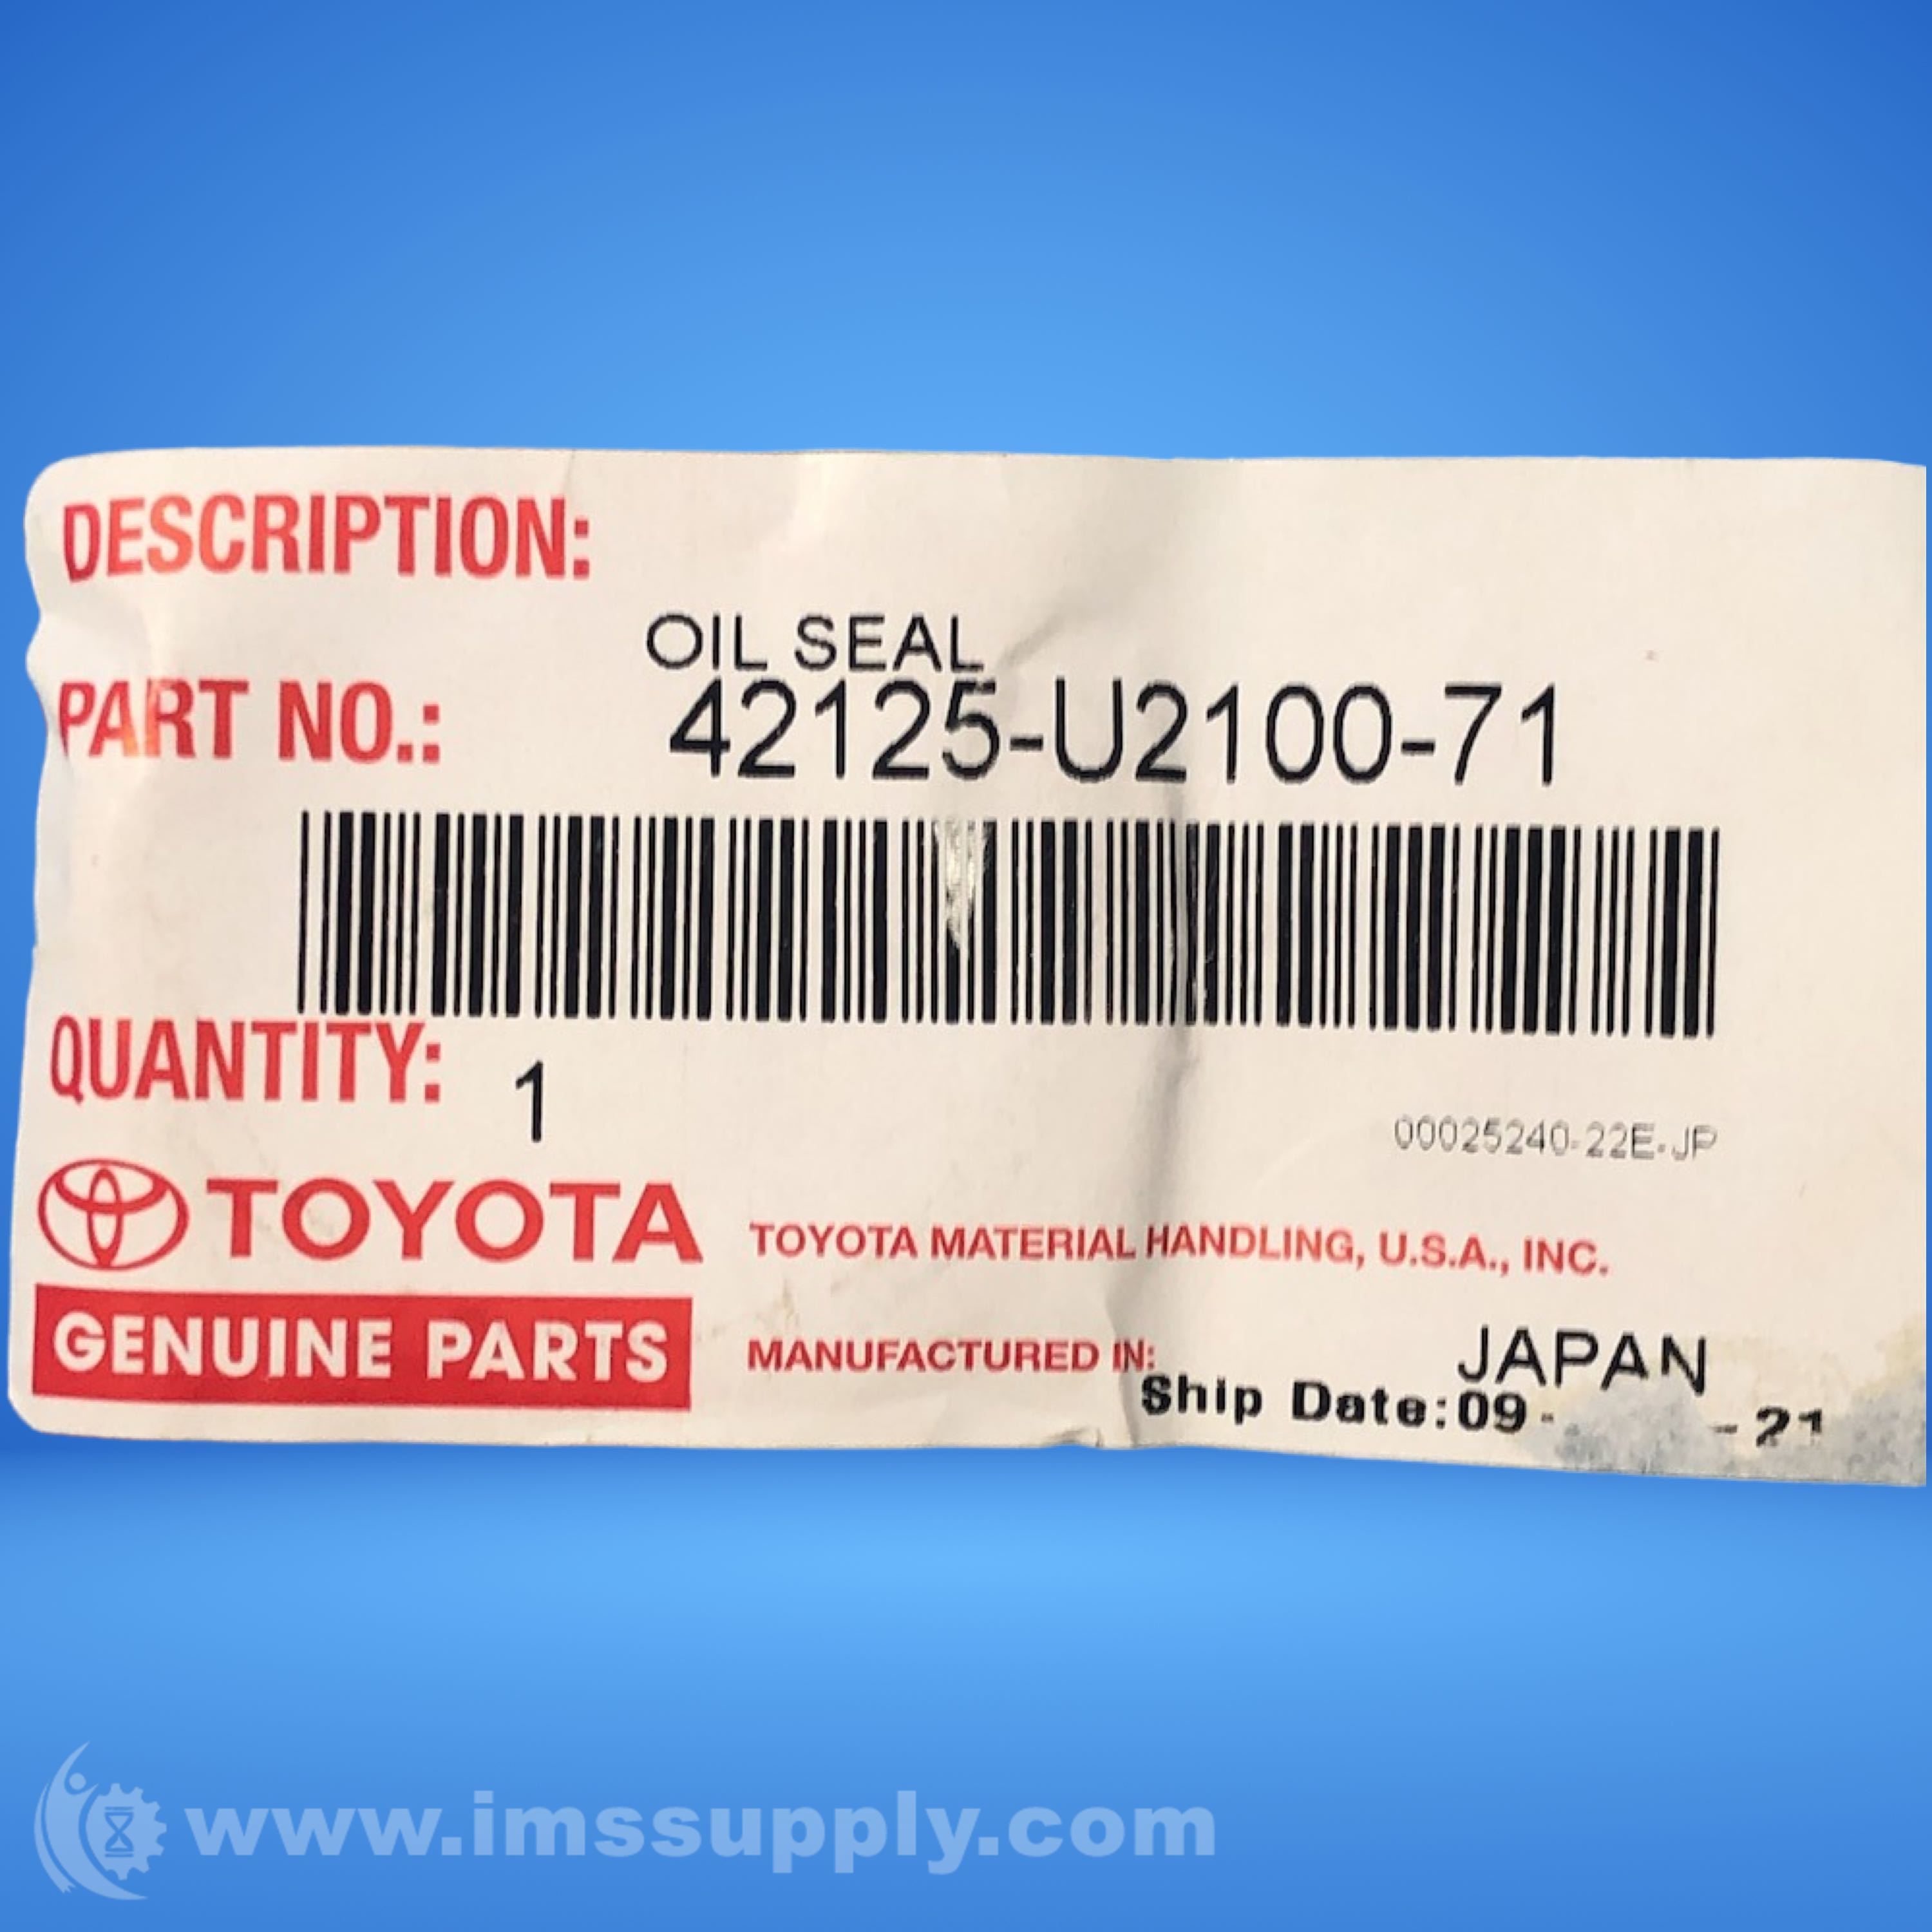 DESCRIPTION:
OIL SEAL
PART NO.: 42125-U2100-71
QUANTITY: 1
00025240-22E-JP
TOYOTA
TOYOTA MATERIAL HANDLING, U.S.A., INC.
GENUINE PARTS
MANUFACTURED IN: JAPAN
Ship Date:09- -21
www.imssupply.com